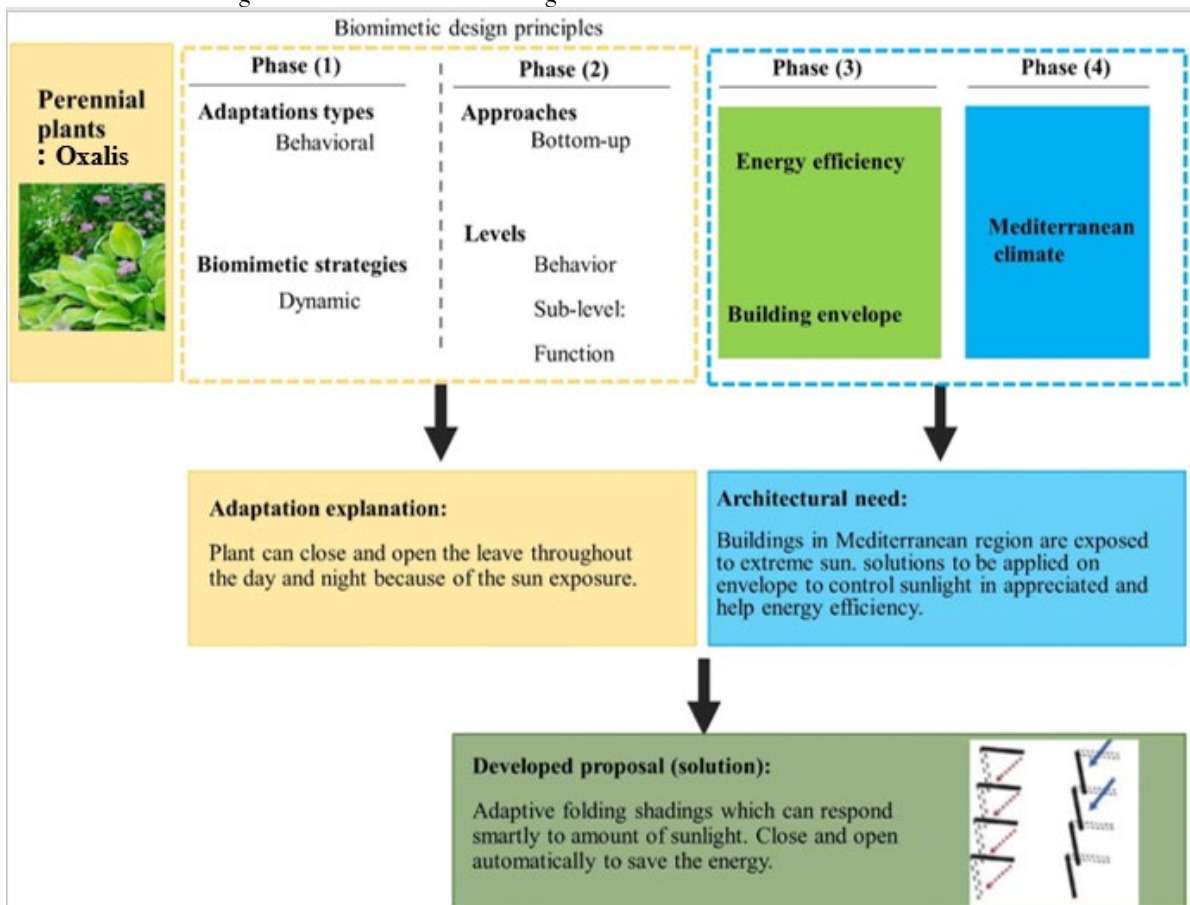 Biomimetic design principles
Perennial
plants
: Oxalis
Phase (1)
Adaptations types
Behavioral
Biomimetic strategies
Dynamic
Phase (2)
Approaches
Bottom-up
Levels
Behavior
Sub-level:
Function
Phase (3)
Energy efficiency
Building envelope
Phase (4)
Mediterranean
climate
Adaptation explanation:
Plant can close and open the leave throughout
the day and night because of the sun exposure.
Architectural need:
Buildings in Mediterranean region are exposed
to extreme sun. solutions to be applied on
envelope to control sunlight in appreciated and
help energy efficiency.
Developed proposal (solution):
Adaptive folding shadings which can respond
smartly to amount of sunlight. Close and open
automatically to save the energy.